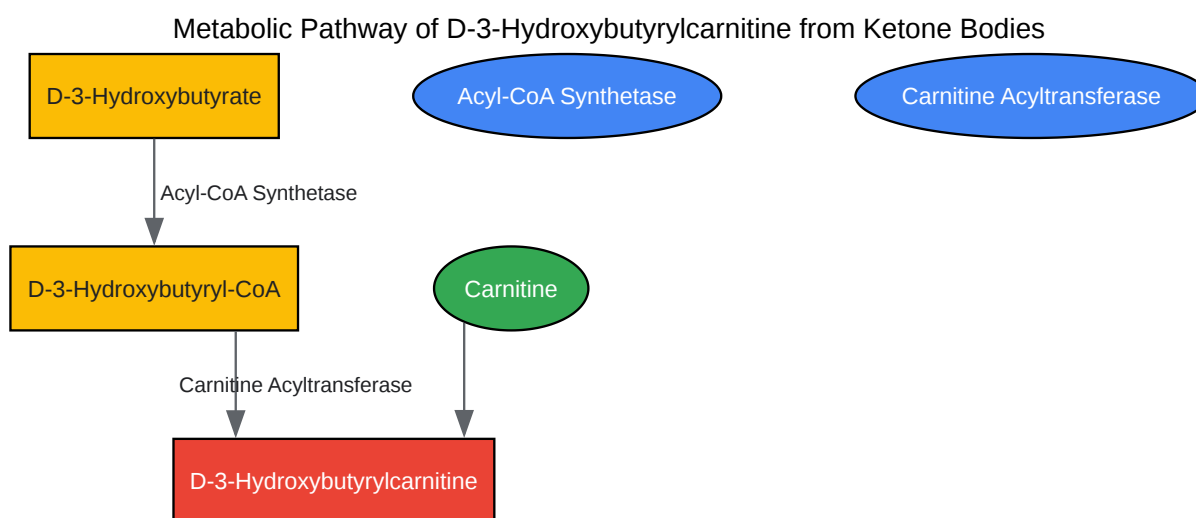 Metabolic Pathway of D-3-Hydroxybutyrylcarnitine from Ketone Bodies
D-3-Hydroxybutyrate
Acyl-CoA Synthetase
Carnitine Acyltransferase
Acyl-CoA Synthetase
D-3-Hydroxybutyryl-CoA
Carnitine
Carnitine Acyltransferase
D-3-Hydroxybutyrylcarnitine